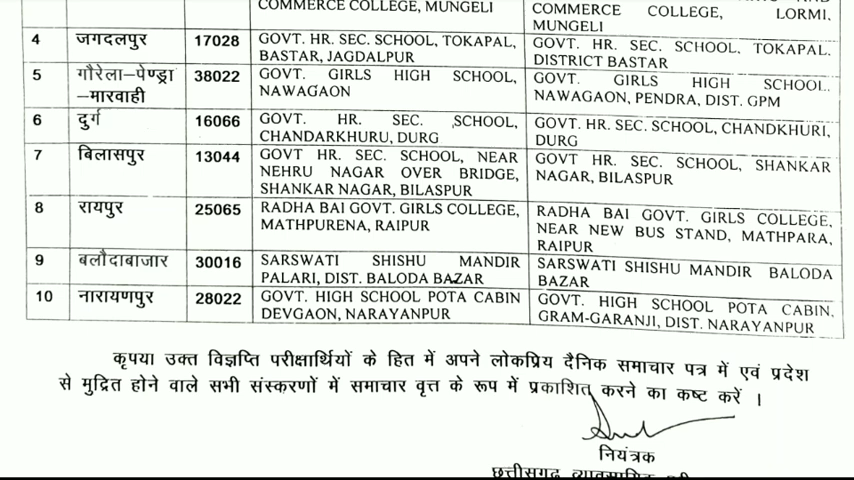 COMMERCE COLLEGE, MUNGELI
COMMERCE COLLEGE, LORMI,
MUNGELI
4 जगदलपुर 17028 GOVT. HR. SEC. SCHOOL, TOKAPAL, GOVT. HR. SEC. SCHOOL, TOKAPAL,
BASTAR, JAGDALPUR DISTRICT BASTAR
5 गौरेला–पेण्ड्रा 38022 GOVT. GIRLS HIGH SCHOOL, GOVT. GIRLS HIGH SCHOOL,
–मारवाही NAWAGAON NAWAGAON, PENDRA, DIST. GPM
6 दुर्ग 16066 GOVT. HR. SEC. SCHOOL, GOVT. HR. SEC. SCHOOL, CHANDKHURI,
CHANDARKHURU, DURG DURG
7 बिलासपुर 13044 GOVT HR. SEC. SCHOOL, NEAR GOVT. HR. SEC. SCHOOL, SHANKAR
NEHRU NAGAR OVER BRIDGE, NAGAR, BILASPUR
SHANKAR NAGAR, BILASPUR
8 रायपुर 25065 RADHA BAI GOVT. GIRLS COLLEGE, RADHA BAI GOVT. GIRLS COLLEGE,
MATHPURENA, RAIPUR NEAR NEW BUS STAND, MATHPARA,
RAIPUR
9 बलौदाबाजार 30016 SARSWATI SHISHU MANDIR SARSWATI SHISHU MANDIR BALODA
PALARI, DIST. BALODA BAZAR BAZAR
10 नारायणपुर 28022 GOVT. HIGH SCHOOL POTA CABIN GOVT. HIGH SCHOOL POTA CABIN,
DEVGAON, NARAYANPUR GRAM-GARANJI, DIST. NARAYANPUR
कृपया उक्त विज्ञप्ति परीक्षार्थियों के हित में अपने लोकप्रिय दैनिक समाचार पत्र में एवं प्रदेश
से मुद्रित होने वाले सभी संस्करणों में समाचार वृत्त के रूप में प्रकाशित करने का कष्ट करें ।
नियंत्रक
छत्तीसगढ़ व्यावसायिक